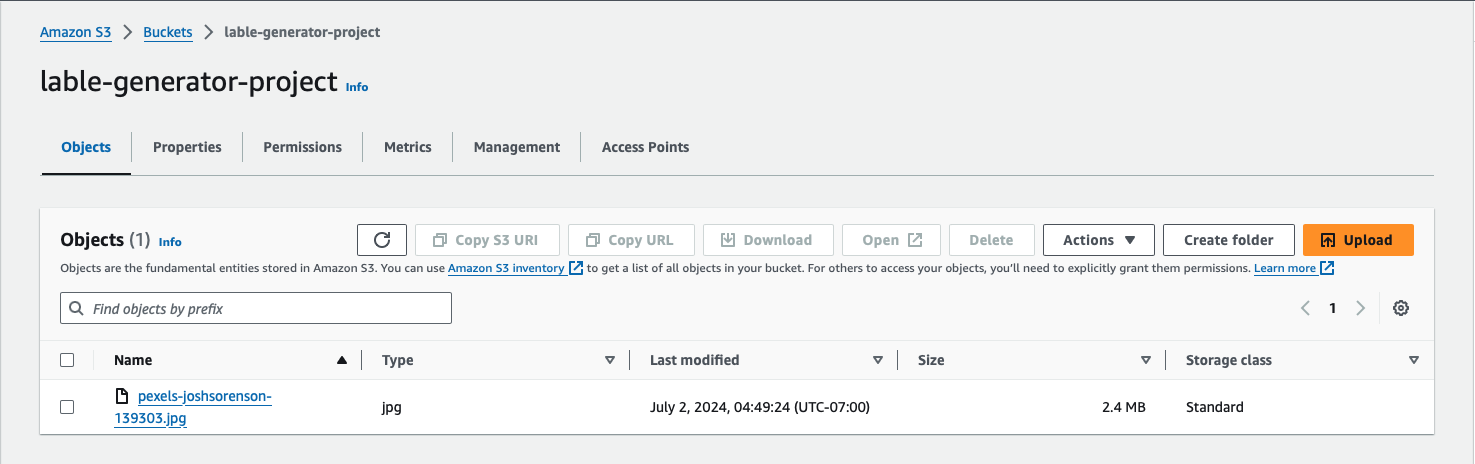 Amazon S3 > Buckets > lable-generator-project
lable-generator-project Info
Objects Properties Permissions Metrics Management Access Points
Objects (1) Info Copy S3 URI Copy URL Download Open Delete Actions Create folder Upload
Objects are the fundamental entities stored in Amazon S3. You can use Amazon S3 inventory to get a list of all objects in your bucket. For others to access your objects, you'll need to explicitly grant them permissions. Learn more
Find objects by prefix 1
Name Type Last modified Size Storage class
pexels-joshsorenson-
139303.jpg jpg July 2, 2024, 04:49:24 (UTC-07:00) 2.4 MB Standard